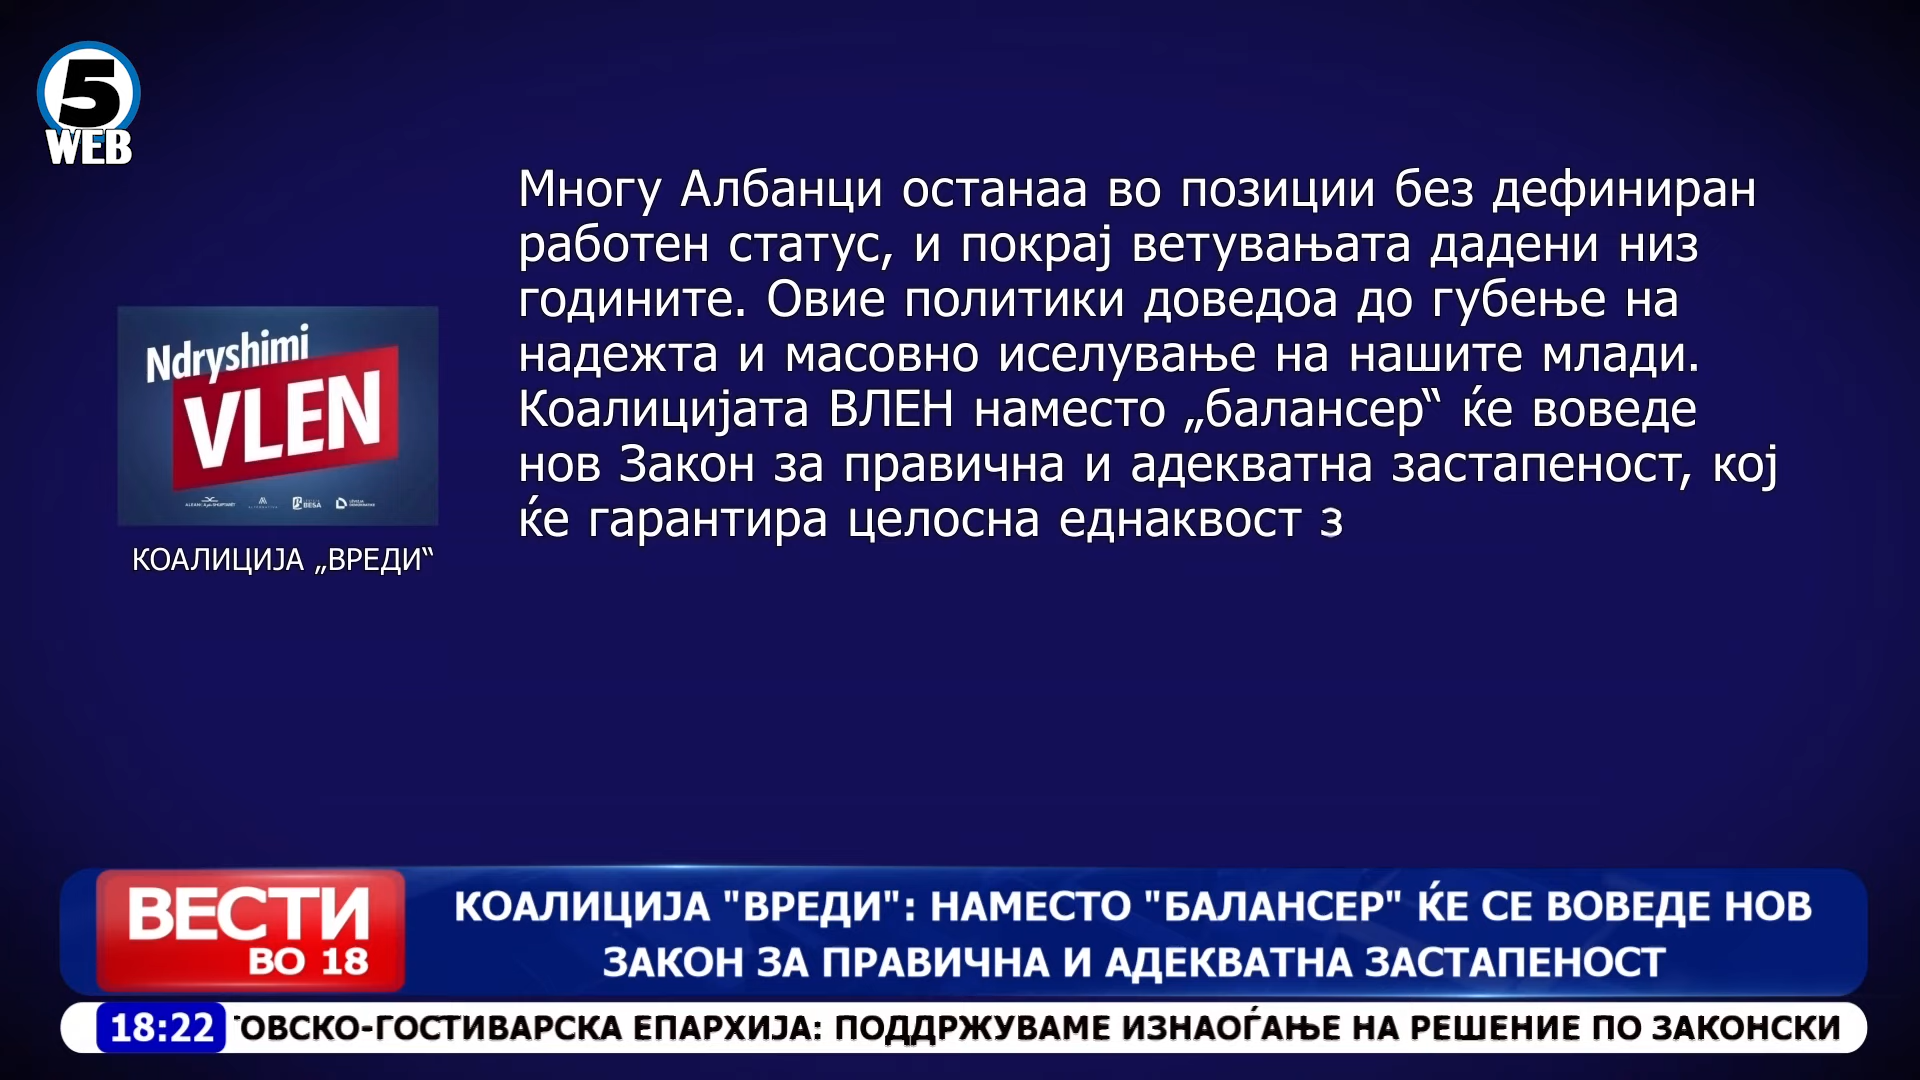 5
WEB
Многу Албанци останаа во позиции без дефиниран
работен статус, и покрај ветувањата дадени низ
годините. Овие политики доведоа до губење на
надежта и масовно иселување на нашите млади.
Коалицијата ВЛЕН наместо „балансер“ ќе воведе
нов Закон за правична и адекватна застапеност, кој
ќе гарантира целосна еднаквост з
Ndryshimi
VLEN
BESA
КОАЛИЦИЈА „ВРЕДИ“
ВЕСТИ
ВО 18
КОАЛИЦИЈА "ВРЕДИ": НАМЕСТО "БАЛАНСЕР" ЌЕ СЕ ВОВЕДЕ НОВ
ЗАКОН ЗА ПРАВИЧНА И АДЕКВАТНА ЗАСТАПЕНОСТ
18:22 ТОВСКО-ГОСТИВАРСКА ЕПАРХИЈА: ПОДДРЖУВАМЕ ИЗНАОЃАЊЕ НА РЕШЕНИЕ ПО ЗАКОНСКИ